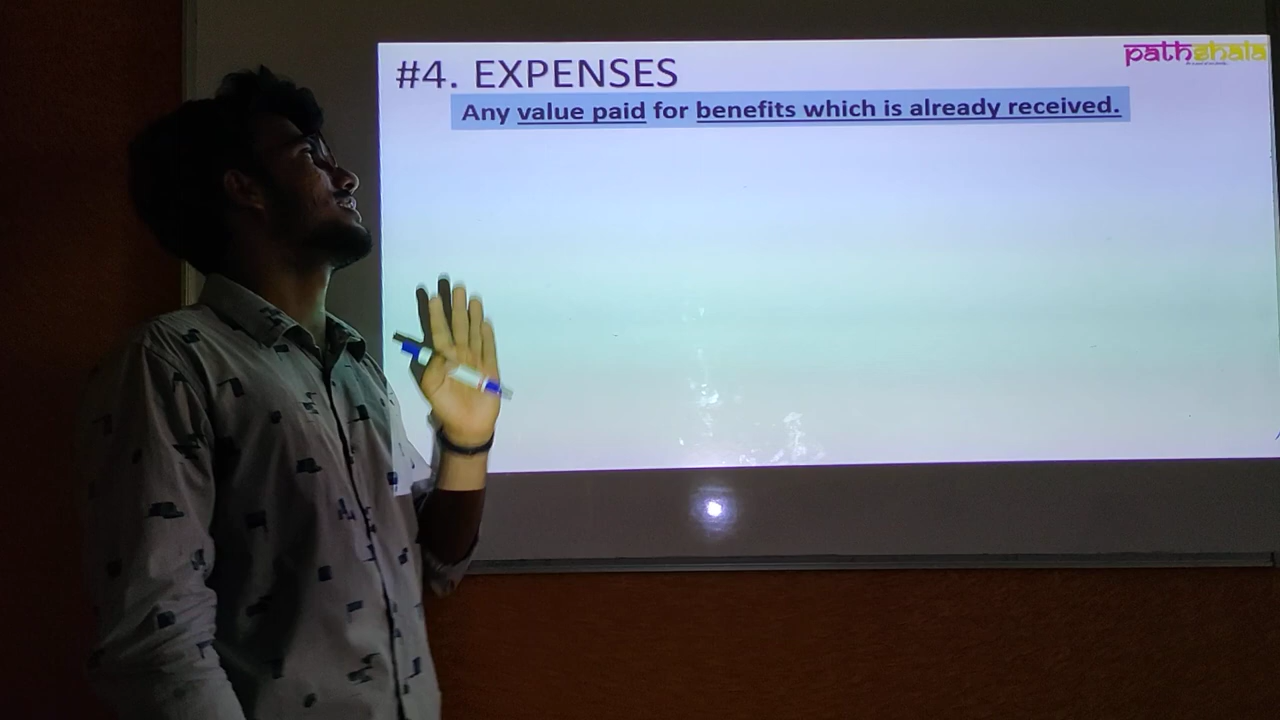 pathshala
#4. EXPENSES
Any value paid for benefits which is already received.